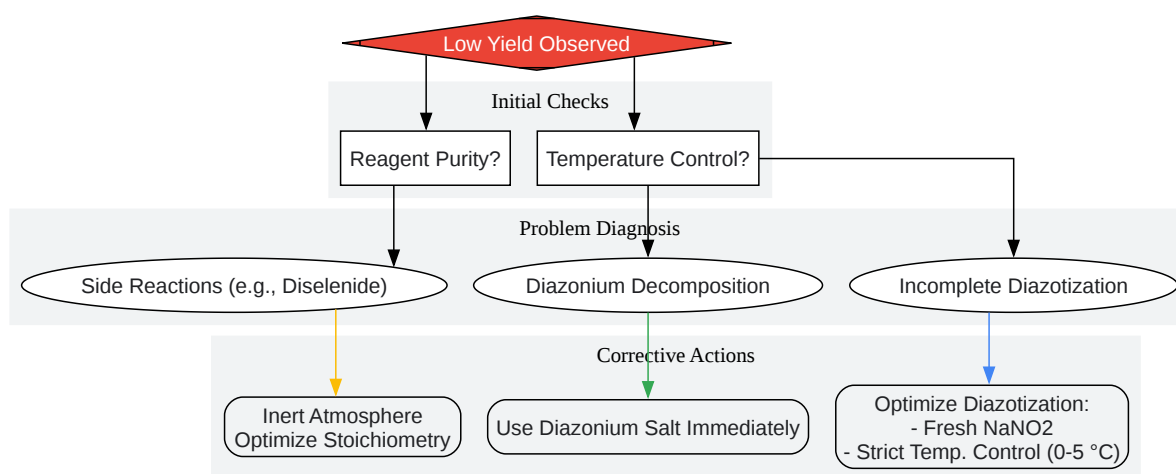 Low Yield Observed
Initial Checks
Reagent Purity?
Temperature Control?
Problem Diagnosis
Side Reactions (e.g., Diselenide)
Diazonium Decomposition
Incomplete Diazotization
Corrective Actions
Inert Atmosphere
Optimize Stoichiometry
Use Diazonium Salt Immediately
Optimize Diazotization:
- Fresh NaNO2
- Strict Temp. Control (0-5 °C)